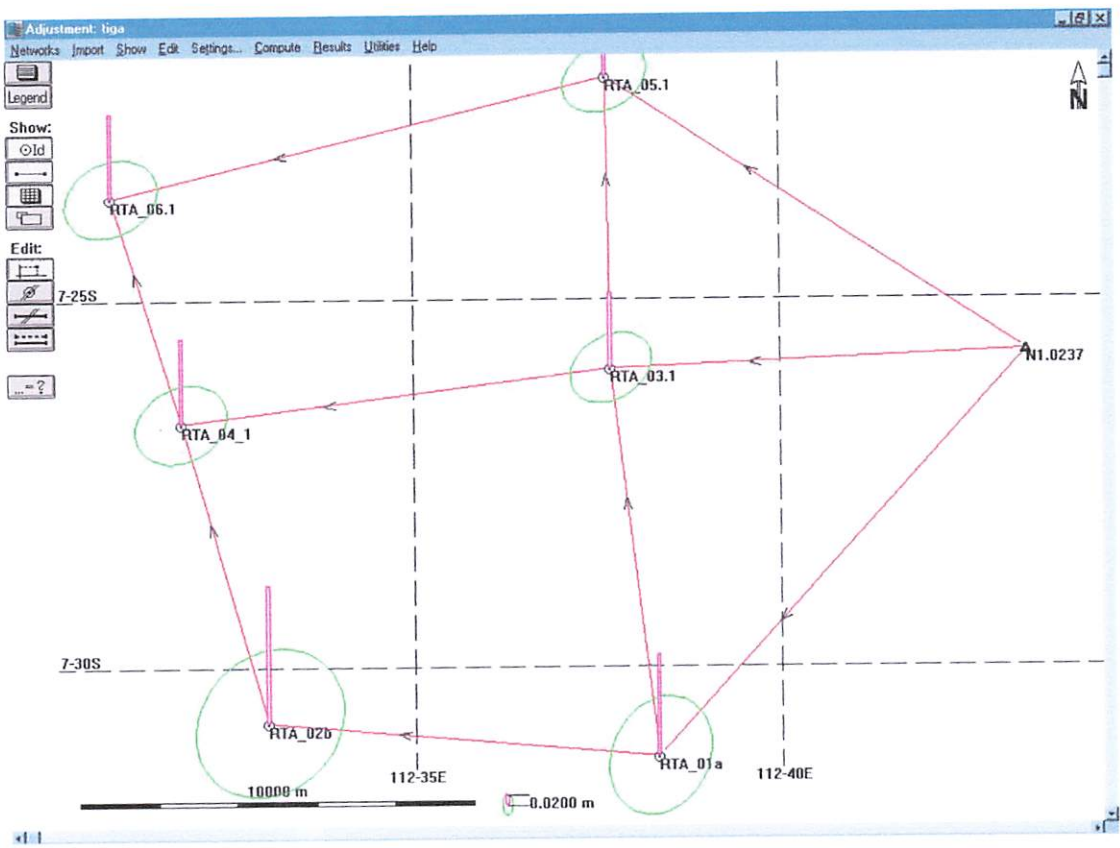 Adjustment: tiga
Networks Import Show Edit Settings... Compute Results Utilities Help
Legend
Show:
Id
Edit:
...=?
N
RTA_05.1
RTA_06.1
7-25S
N1.0237
RTA_03.1
RTA_04_1
7-30S
RTA_02b
RTA_01a
112-35E
112-40E
10000 m
0.0200 m